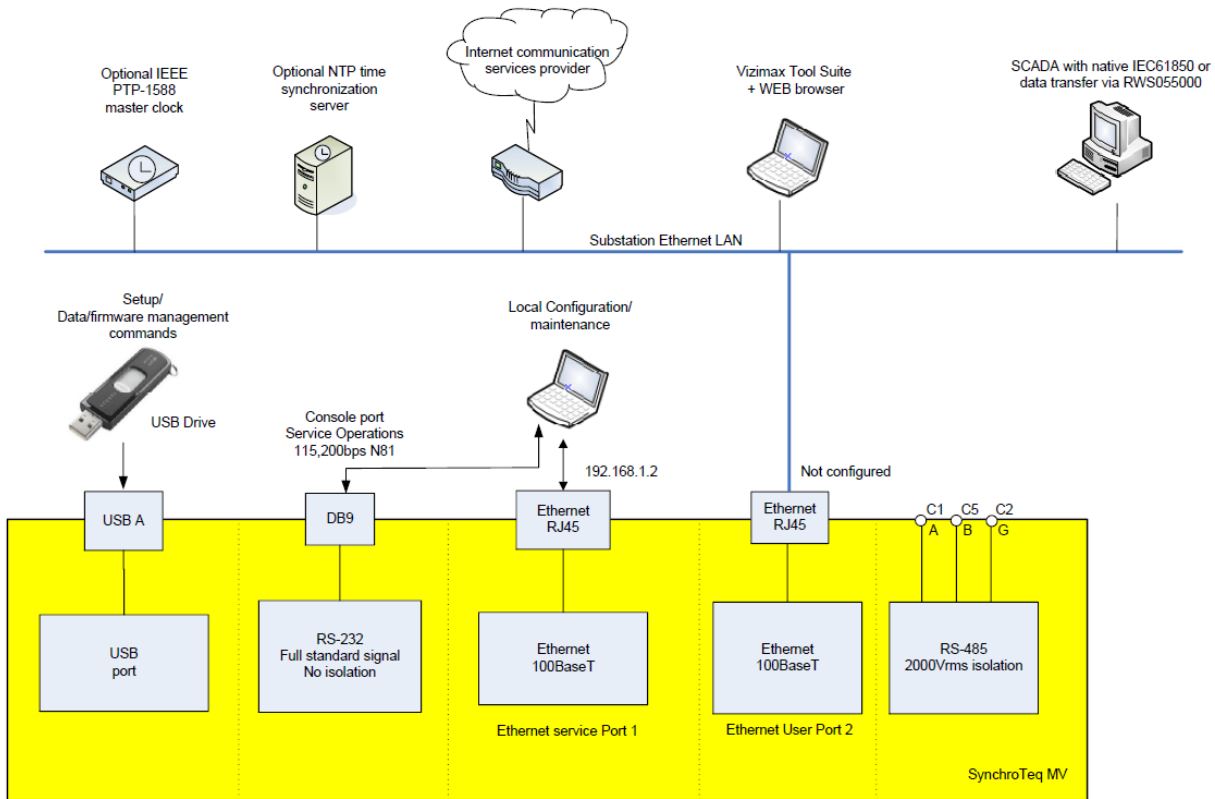 Internet communication
services provider
Optional IEEE
PTP-1588
master clock
Optional NTP time
synchronization
server
Vizimax Tool Suite
+ WEB browser
SCADA with native IEC61850 or
data transfer via RWS055000
Substation Ethernet LAN
Setup/
Data/firmware management
commands
USB Drive
Local Configuration/
maintenance
Console port
Service Operations
115,200bps N81
192.168.1.2
Not configured
USB A
DB9
Ethernet
RJ45
Ethernet
RJ45
C1
C5
C2
A
B
G
USB
port
RS-232
Full standard signal
No isolation
Ethernet
100BaseT
Ethernet
100BaseT
RS-485
2000Vrms isolation
Ethernet service Port 1
Ethernet User Port 2
SynchroTeq MV